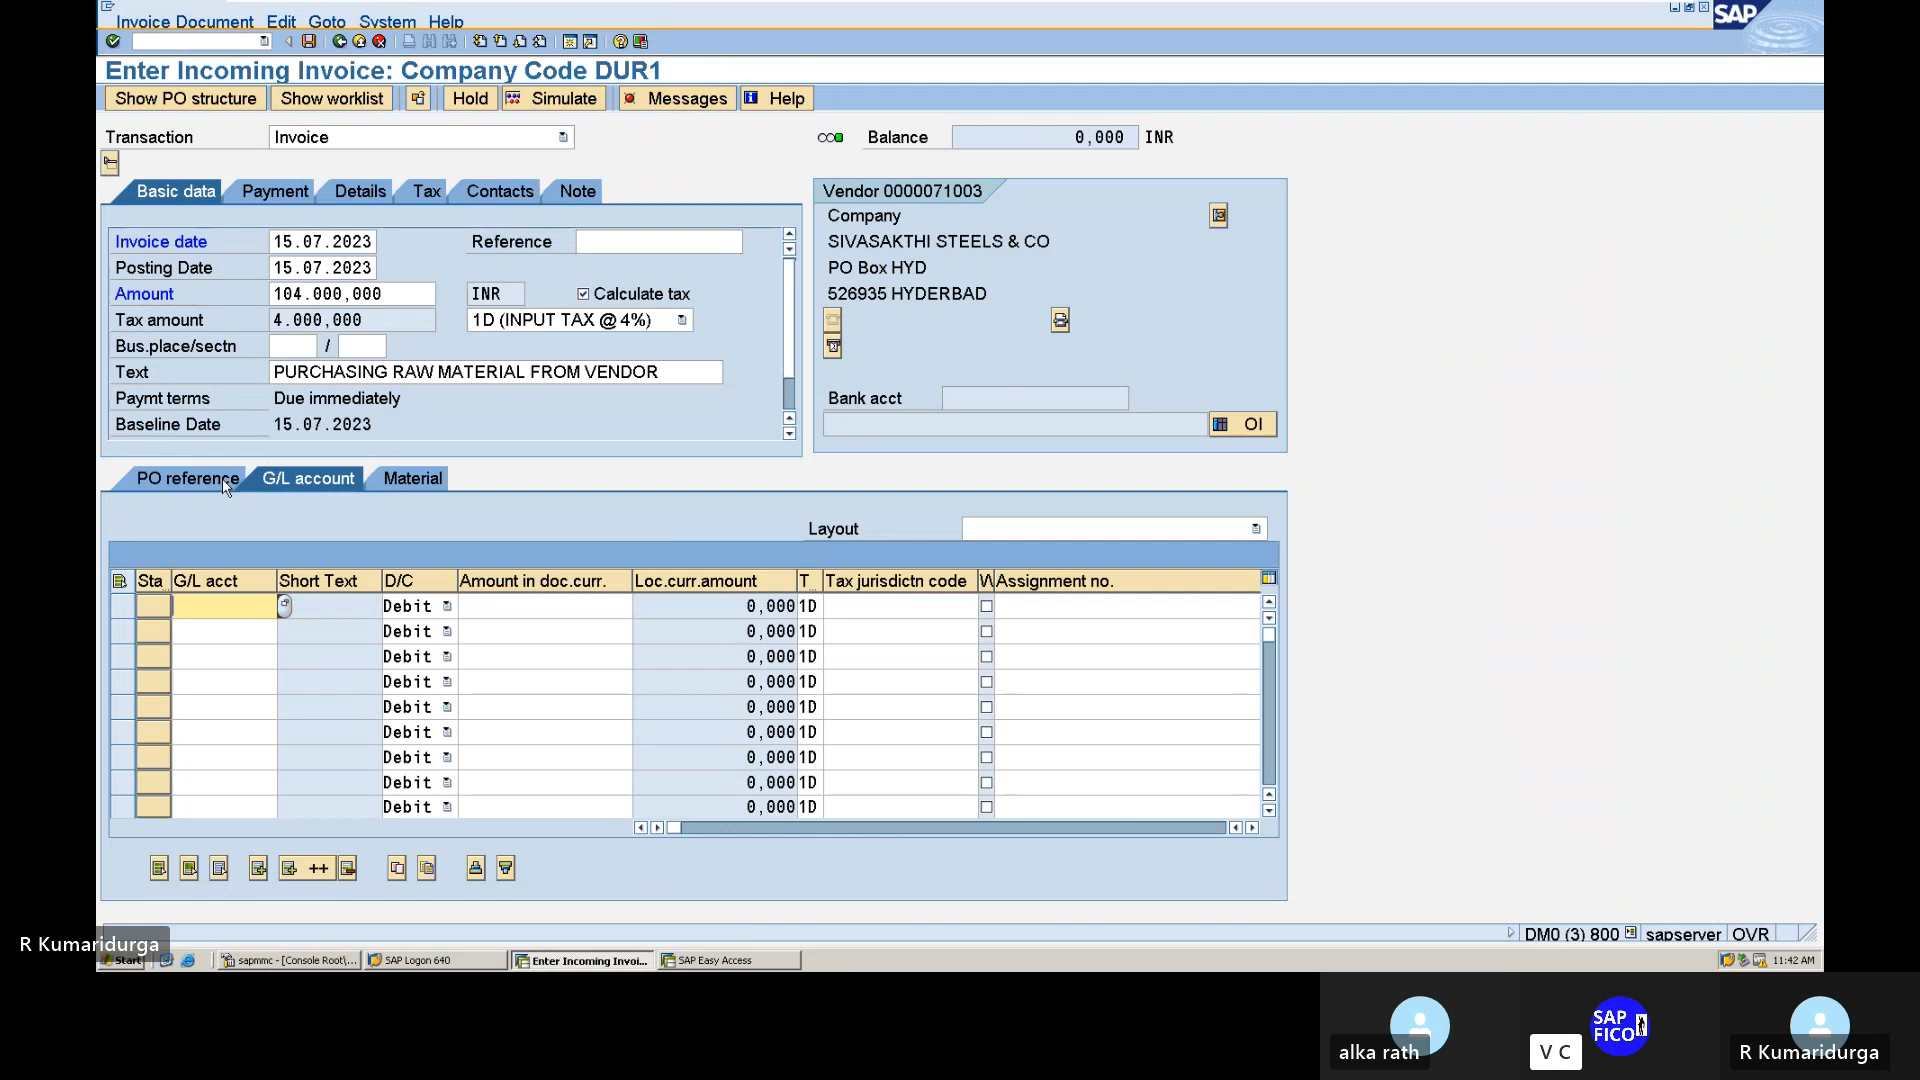 Invoice Document Edit Goto System Help
SAP
Enter Incoming Invoice: Company Code DUR1
Show PO structure Show worklist Hold Simulate Messages Help
Transaction Invoice Balance 0,000 INR
Basic data Payment Details Tax Contacts Note
Vendor 0000071003
Invoice date 15.07.2023 Reference
Posting Date 15.07.2023
Amount 104.000,000 INR Calculate tax
Tax amount 4.000,000 1D (INPUT TAX @ 4%)
Bus.place/sectn /
Text PURCHASING RAW MATERIAL FROM VENDOR
Paymt terms Due immediately
Baseline Date 15.07.2023
Company
SIVASAKTHI STEELS & CO
PO Box HYD
526935 HYDERBAD
Bank acct
OI
PO reference G/L account Material
Layout
Sta G/L acct Short Text D/C Amount in doc.curr. Loc.curr.amount T Tax jurisdictn code W Assignment no.
Debit 0,000 1D
Debit 0,000 1D
Debit 0,000 1D
Debit 0,000 1D
Debit 0,000 1D
Debit 0,000 1D
Debit 0,000 1D
Debit 0,000 1D
Debit 0,000 1D
++
DM0 (3) 800 sapserver OVR
R Kumaridurga
Start sapmmc - [Console Root\... SAP Logon 640 Enter Incoming Invoi... SAP Easy Access 11:42 AM
SAP
FICO
alka rath V C R Kumaridurga